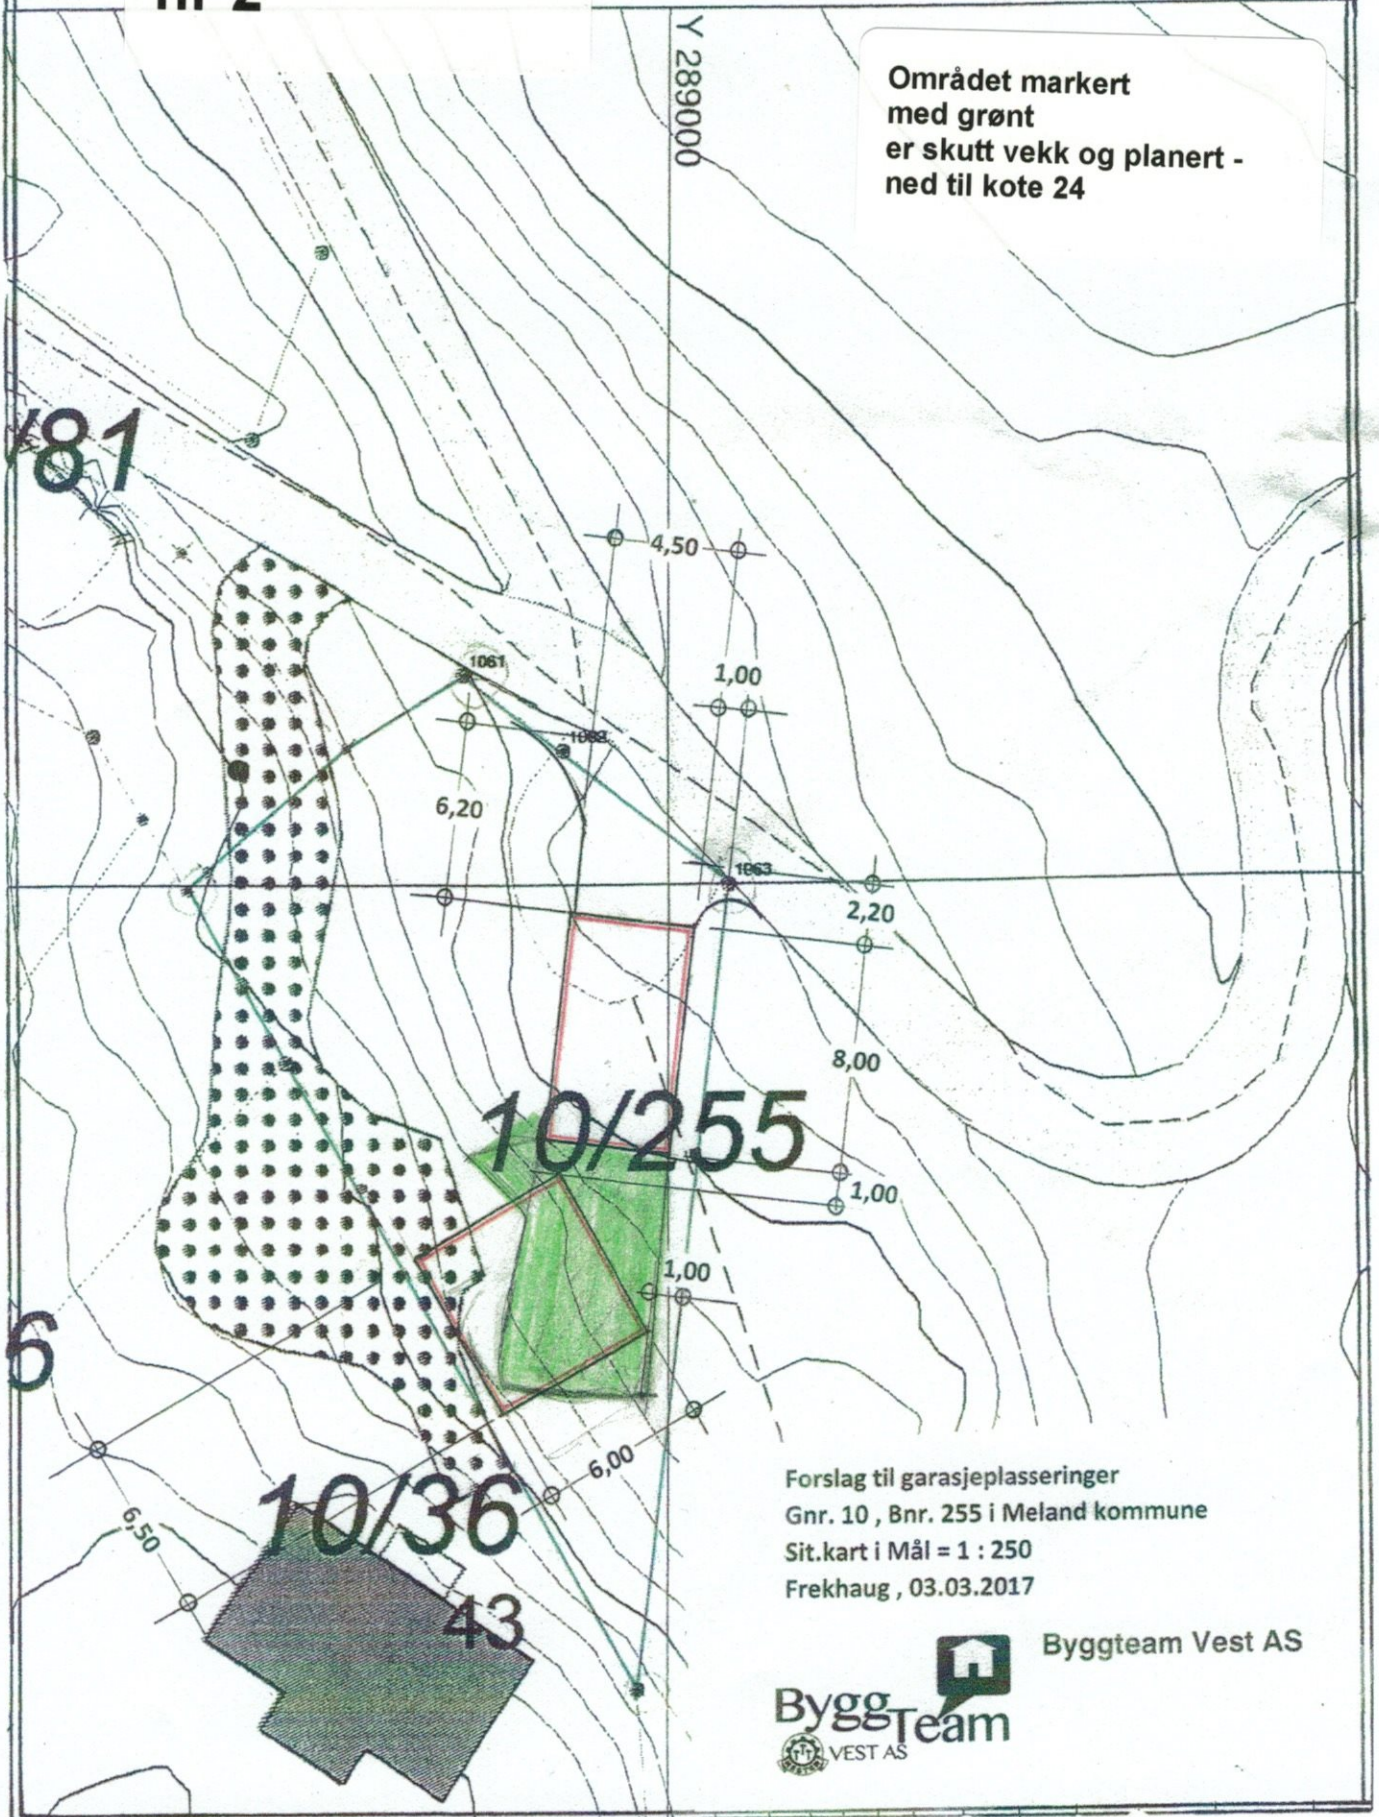 nr 2
Y 289000
Området markert
med grønt
er skutt vekk og planert -
ned til kote 24
/81
4,50
1061
1,00
1062
6,20
1063
2,20
8,00
10/255
1,00
1,00
6
6,00
10/36
6,50
43
Forslag til garasjeplasseringer
Gnr. 10 , Bnr. 255 i Meland kommune
Sit.kart i Mål = 1 : 250
Frekhaug , 03.03.2017
Byggteam Vest AS
ByggTeam
VEST AS